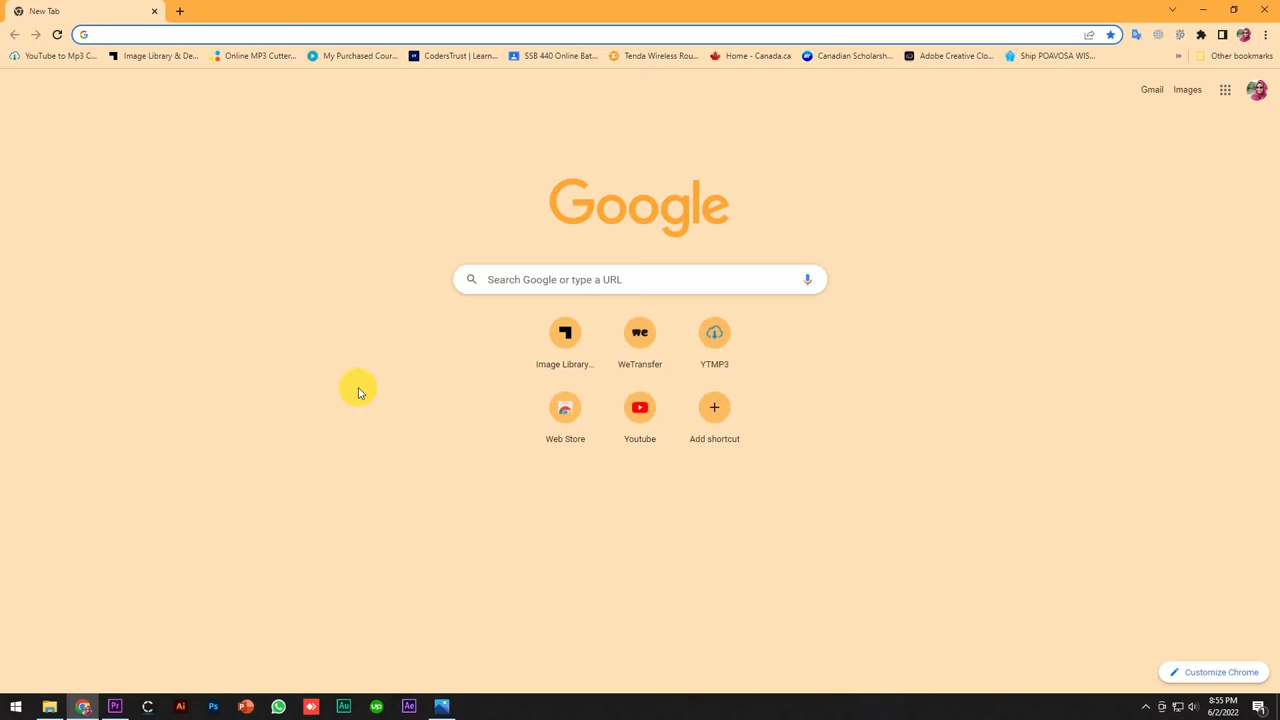 New Tab
YouTube to Mp3 C... Image Library & De... Online MP3 Cutter... My Purchased Cour... CodersTrust | Learn... SSB 440 Online Bat... Tenda Wireless Rou... Home - Canada.ca Canadian Scholarsh... Adobe Creative Clo... Ship POAVOSA WIS... » Other bookmarks
Gmail Images
Google
Search Google or type a URL
Image Library... WeTransfer YTMP3
Web Store Youtube Add shortcut
Customize Chrome
8:55 PM
6/2/2022